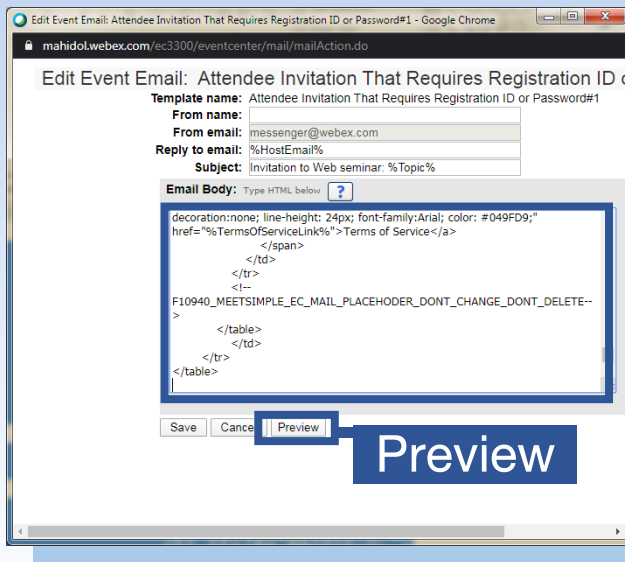 Edit Event Email: Attendee Invitation That Requires Registration ID or Password#1 - Google Chrome
mahidol.webex.com/ec3300/eventcenter/mail/mailAction.do
Edit Event Email: Attendee Invitation That Requires Registration ID
Template name: Attendee Invitation That Requires Registration ID or Password#1
From name:
From email: messenger@webex.com
Reply to email: %HostEmail%
Subject: Invitation to Web seminar: %Topic%
Email Body: Type HTML below ?
decoration:none; line-height: 24px; font-family:Arial; color: #049FD9;"
href="%TermsOfServiceLink%">Terms of Service</a>
</span>
</td>
</tr>
<!--
F10940_MEETSIMPLE_EC_MAIL_PLACEHODER_DONT_CHANGE_DONT_DELETE--
>
</table>
</td>
</tr>
</table>
Save Cance Preview
Preview